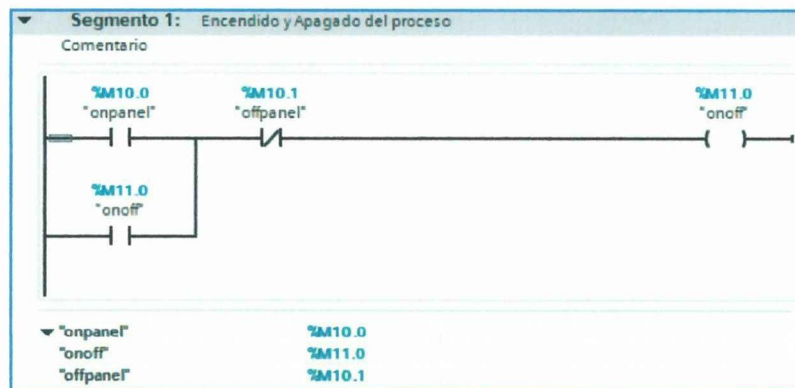 Segmento 1: Encendido y Apagado del proceso
Comentario
%M10.0 %M10.1 %M11.0
"onpanel" "offpanel" "onoff"
%M11.0
"onoff"
"onpanel" %M10.0
"onoff" %M11.0
"offpanel" %M10.1